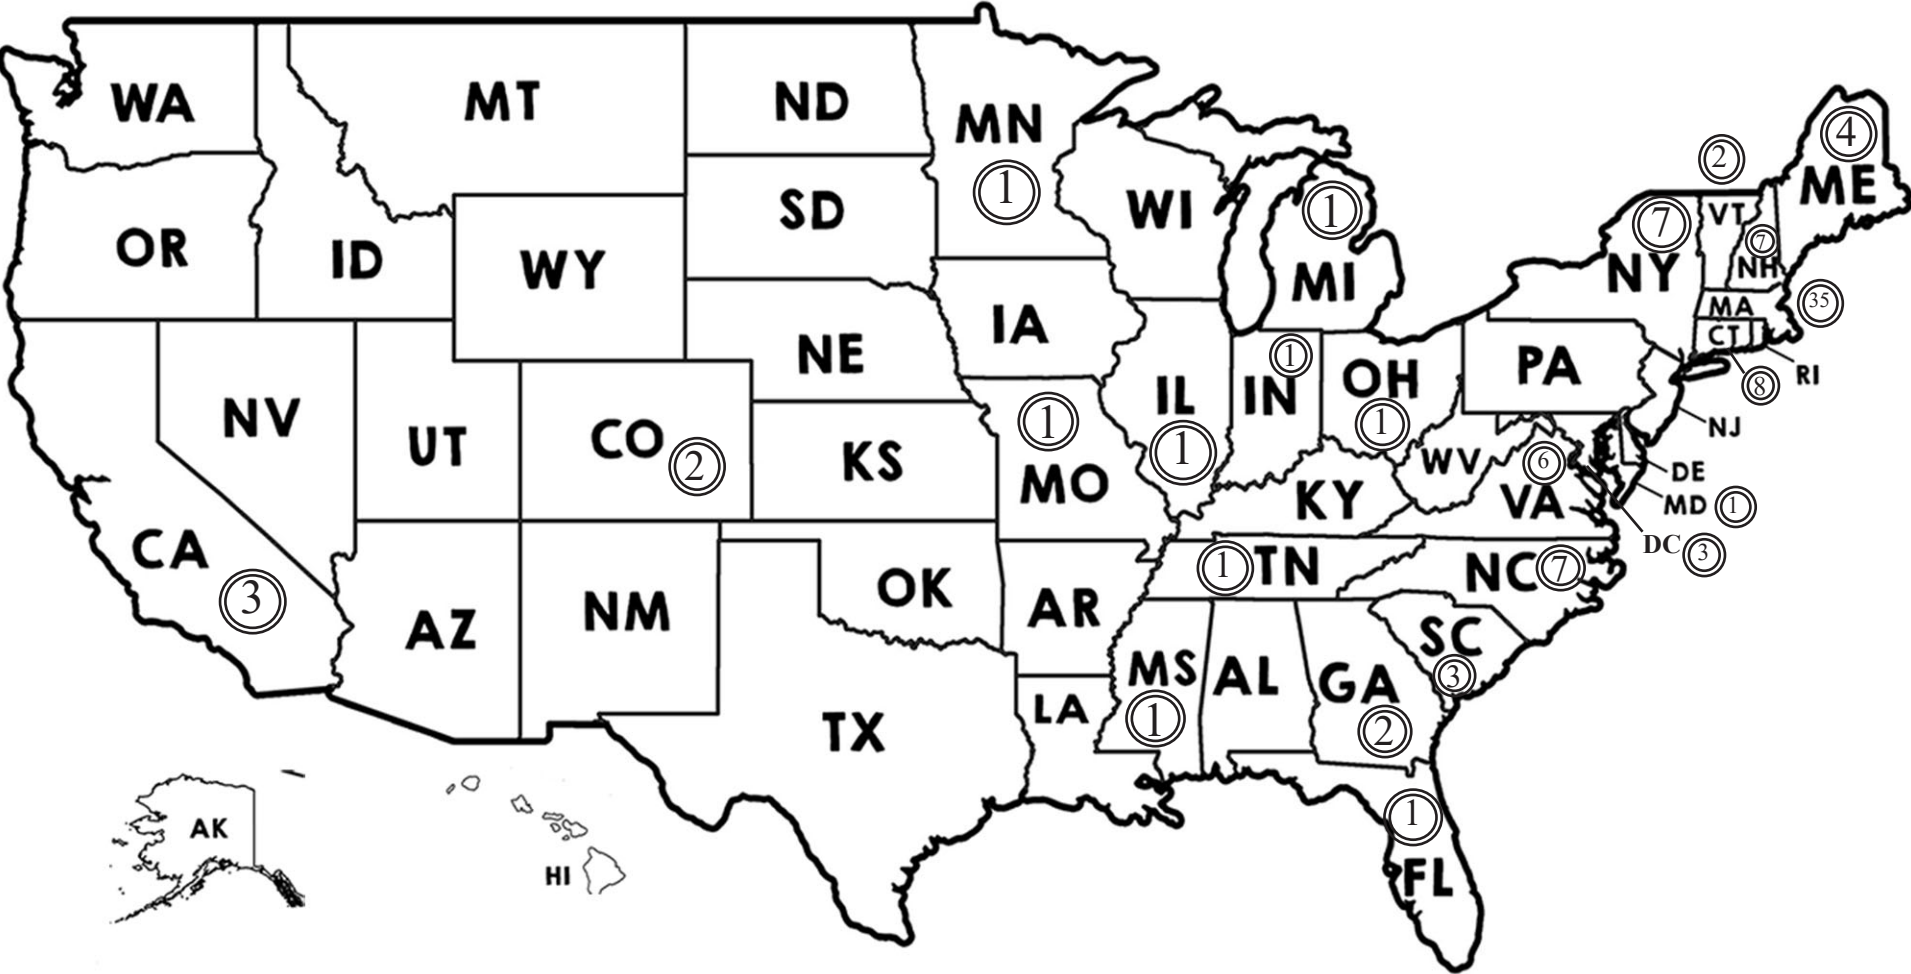 WA
MT
ND
MN
1
4
ME
2
OR
ID
WY
SD
WI
1
MI
7
NY
VT
7
NH
MA
35
IA
NE
1
IN
OH
1
PA
CT
8
RI
NJ
NV
UT
CO
2
KS
1
MO
IL
1
KY
WV
6
VA
DE
MD
1
DC
3
CA
3
AZ
NM
OK
AR
1
TN
NC
7
SC
3
TX
LA
MS
1
AL
GA
2
1
FL
AK
HI